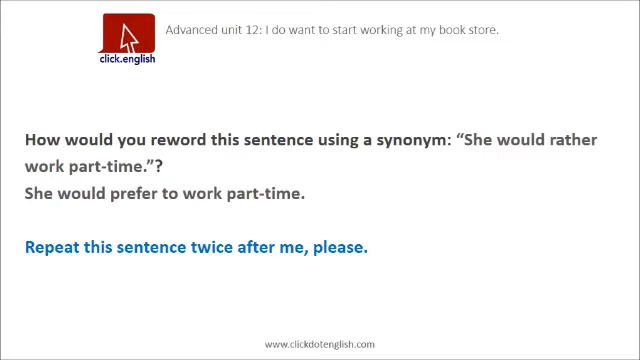 Advanced unit 12: I do want to start working at my book store.
click.english
How would you reword this sentence using a synonym: “She would rather
work part-time.”?
She would prefer to work part-time.
Repeat this sentence twice after me, please.
www.clickdotenglish.com